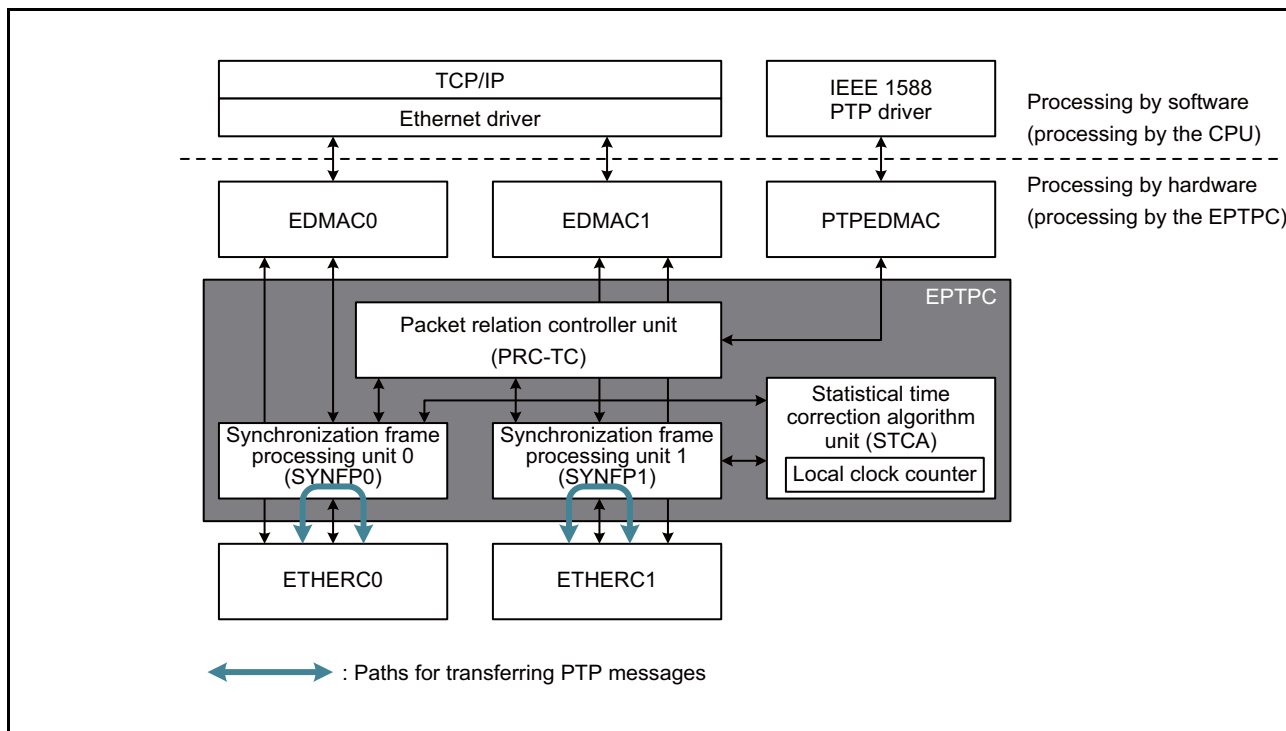 TCP/IP
Ethernet driver
IEEE 1588
PTP driver
Processing by software
(processing by the CPU)
Processing by hardware
(processing by the EPTPC)
EDMAC0
EDMAC1
PTPEDMAC
EPTPC
Packet relation controller unit
(PRC-TC)
Synchronization frame
processing unit 0
(SYNFP0)
Synchronization frame
processing unit 1
(SYNFP1)
Statistical time
correction algorithm
unit (STCA)
Local clock counter
ETHERC0
ETHERC1
: Paths for transferring PTP messages